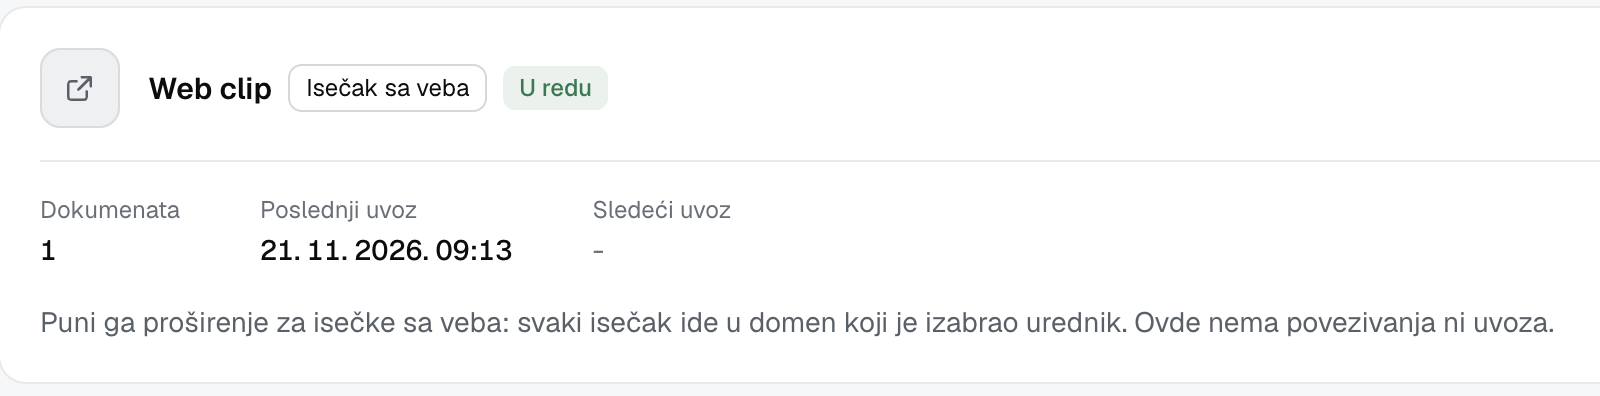 Web clip Isečak sa veba U redu
Dokumenata Poslednji uvoz Sledeći uvoz
1 21. 11. 2026. 09:13 -
Puni ga proširenje za isečke sa veba: svaki isečak ide u domen koji je izabrao urednik. Ovde nema povezivanja ni uvoza.